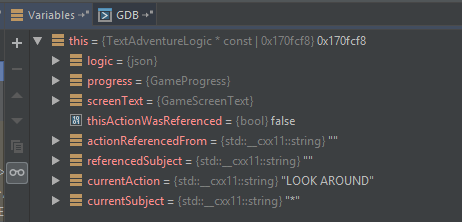 Variables GDB
this = {TextAdventureLogic * const | 0x170fcf8} 0x170fcf8
logic = {json}
progress = {GameProgress}
screenText = {GameScreenText}
thisActionWasReferenced = {bool} false
actionReferencedFrom = {std::__cxx11::string} ""
referencedSubject = {std::__cxx11::string} ""
currentAction = {std::__cxx11::string} "LOOK AROUND"
currentSubject = {std::__cxx11::string} "*"